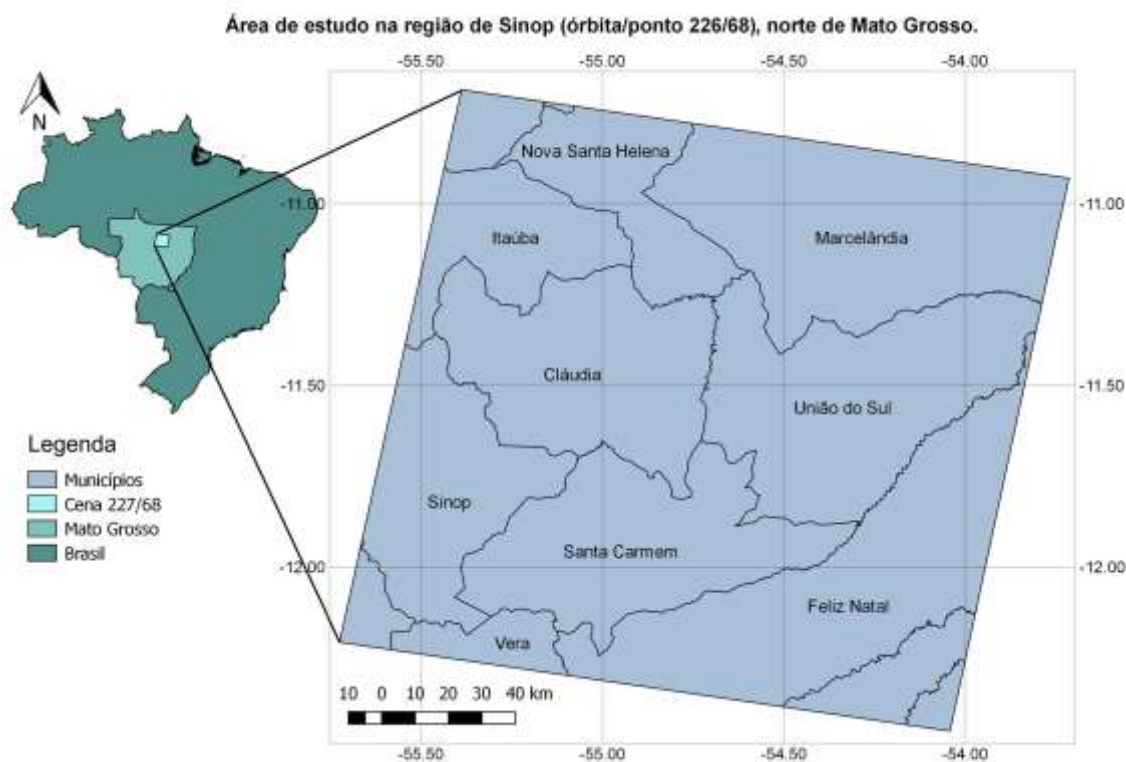 Área de estudo na região de Sinop (órbita/ponto 226/68), norte de Mato Grosso.
-55.50 -55.00 -54.50 -54.00
N
Nova Santa Helena
-11.00 -11.00
Itaúba
Marcelândia
Cláudia
-11.50 -11.50
União do Sul
Legenda
Municípios
Cena 227/68
Mato Grosso
Brasil
Sinop
Santa Carmem
-12.00 -12.00
Feliz Natal
Vera
10 0 10 20 30 40 km
-55.50 -55.00 -54.50 -54.00